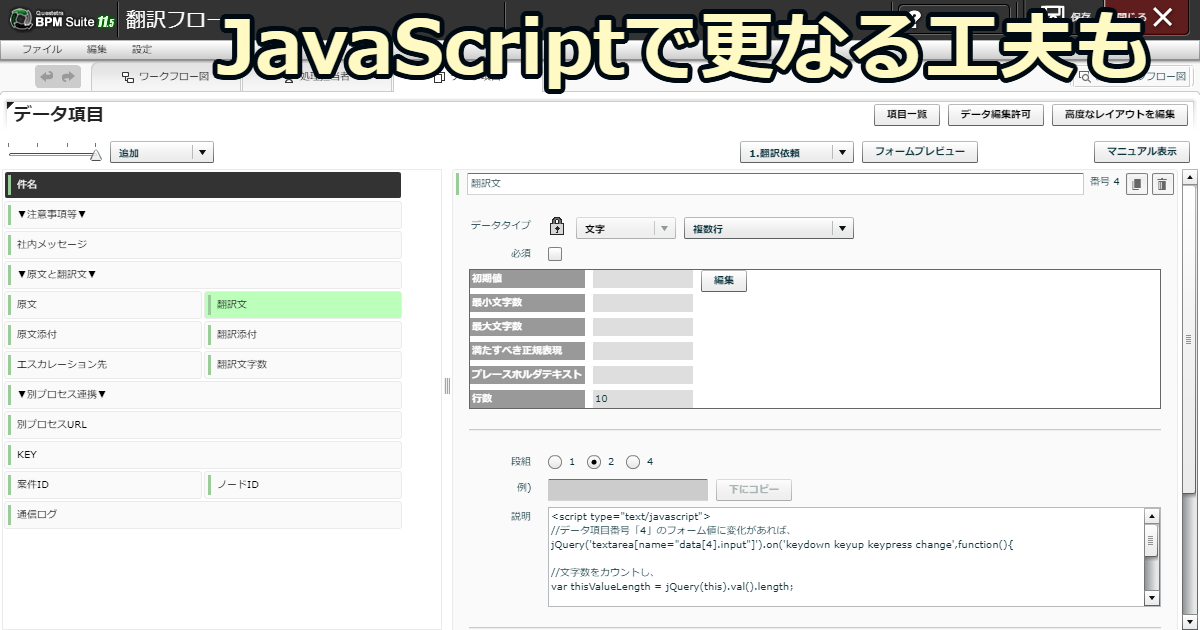 Questetra
BPM Suite 11.5
翻訳フロー
JavaScriptで更なる工夫も
保存
閉じる
ファイル 編集 設定
ワークフロー図
処理担当者
フロー図
データ項目
項目一覧 データ編集許可 高度なレイアウトを編集
追加
1.翻訳依頼 フォームプレビュー マニュアル表示
件名
▼注意事項等▼
社内メッセージ
▼原文と翻訳文▼
原文 翻訳文
原文添付 翻訳添付
エスカレーション先 翻訳文字数
▼別プロセス連携▼
別プロセスURL
KEY
案件ID ノードID
通信ログ
翻訳文 番号 4
データタイプ 文字 複数行
必須
初期値 編集
最小文字数
最大文字数
満たすべき正規表現
プレースホルダテキスト
行数 10
段組 1 2 4
例) 下にコピー
説明 <script type="text/javascript">
//データ項目番号「4」のフォーム値に変化があれば、
jQuery('textarea[name="data[4].input"]').on('keydown keyup keypress change',function(){
//文字数をカウントし、
var thisValueLength = jQuery(this).val().length;